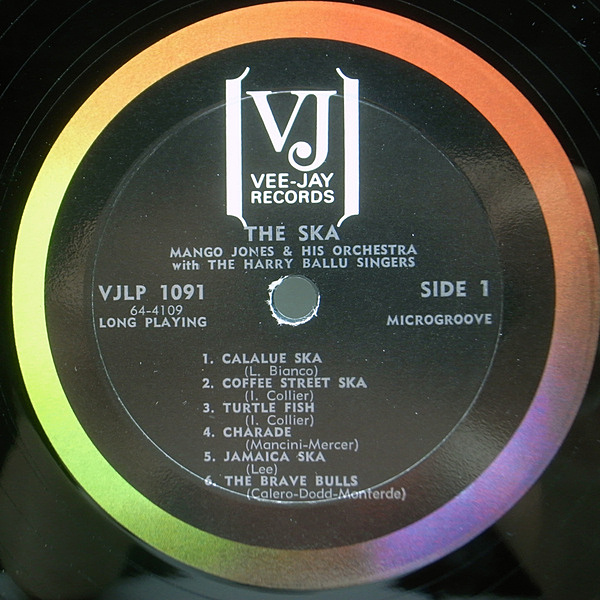 VJ
VEE-JAY
RECORDS
THE SKA
MANGO JONES & HIS ORCHESTRA
with THE HARRY BALLU SINGERS
VJLP 1091
64-4109
LONG PLAYING
SIDE 1
MICROGROOVE
1. CALALUE SKA
(L. Bianco)
2. COFFEE STREET SKA
(I. Collier)
3. TURTLE FISH
(I. Collier)
4. CHARADE
(Mancini-Mercer)
5. JAMAICA SKA
(Lee)
6. THE BRAVE BULLS
(Calero-Dodd-Monterde)